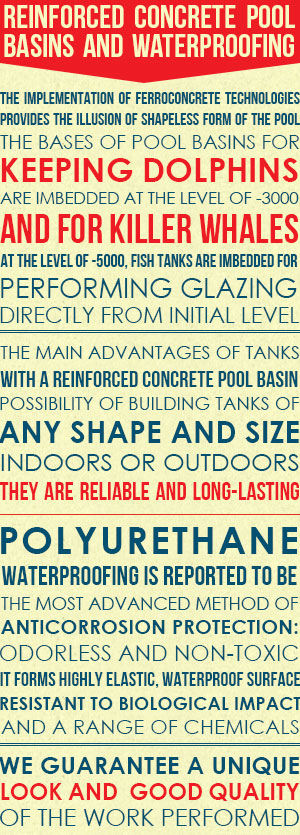 REINFORCED CONCRETE POOL
BASINS AND WATERPROOFING
THE IMPLEMENTATION OF FERROCONCRETE TECHNOLOGIES
PROVIDES THE ILLUSION OF SHAPELESS FORM OF THE POOL
THE BASES OF POOL BASINS FOR
KEEPING DOLPHINS
ARE IMBEDDED AT THE LEVEL OF -3000
AND FOR KILLER WHALES
AT THE LEVEL OF -5000, FISH TANKS ARE IMBEDDED FOR
PERFORMING GLAZING
DIRECTLY FROM INITIAL LEVEL
THE MAIN ADVANTAGES OF TANKS
WITH A REINFORCED CONCRETE POOL BASIN
POSSIBILITY OF BUILDING TANKS OF
ANY SHAPE AND SIZE
INDOORS OR OUTDOORS
THEY ARE RELIABLE AND LONG-LASTING
POLYURETHANE
WATERPROOFING IS REPORTED TO BE
THE MOST ADVANCED METHOD OF
ANTICORROSION PROTECTION:
ODORLESS AND NON-TOXIC
IT FORMS HIGHLY ELASTIC, WATERPROOF SURFACE
RESISTANT TO BIOLOGICAL IMPACT
AND A RANGE OF CHEMICALS
WE GUARANTEE A UNIQUE
LOOK AND GOOD QUALITY
OF THE WORK PERFORMED